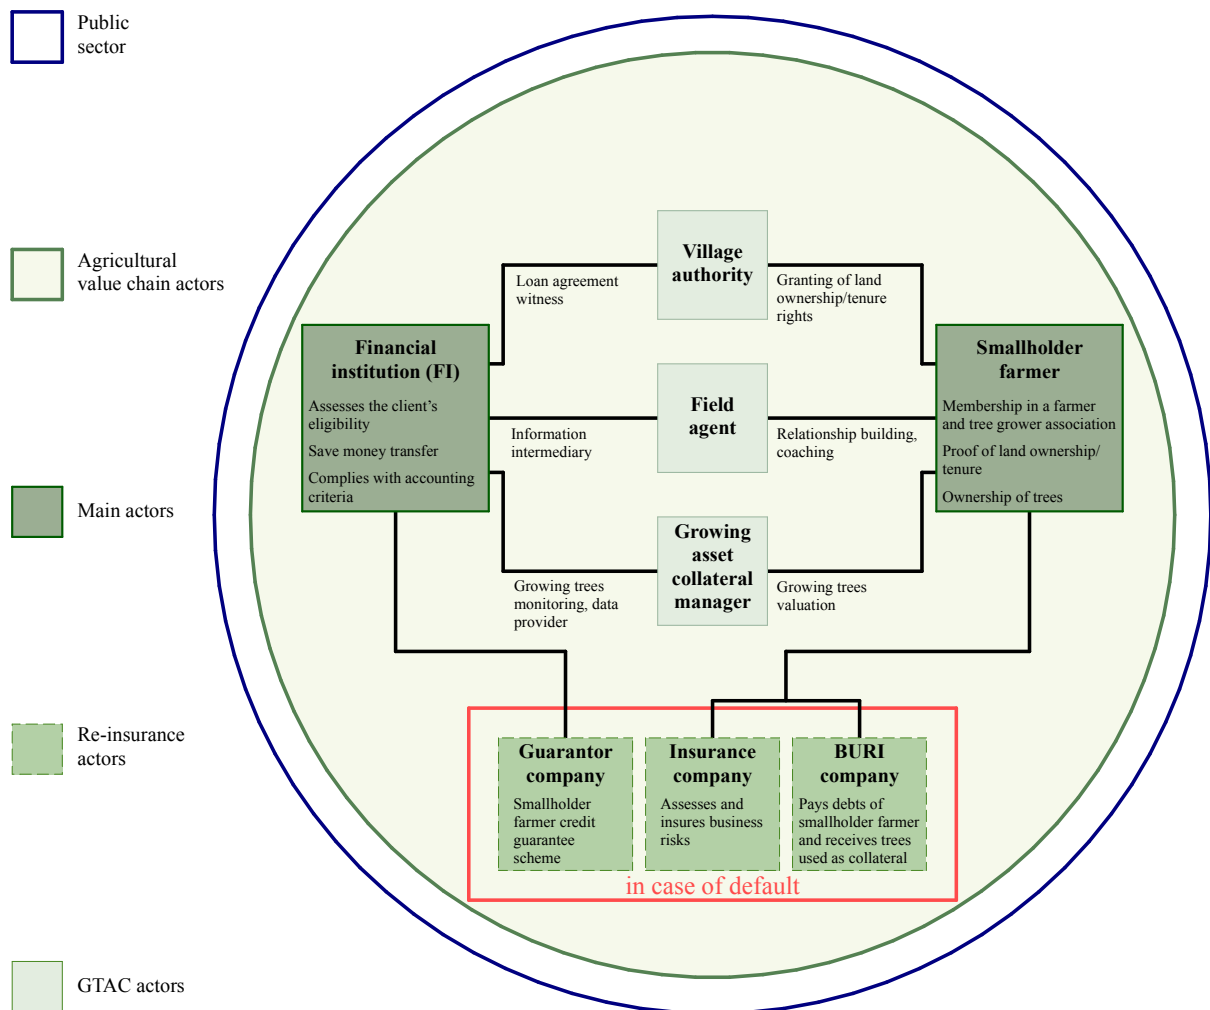 Public
sector
Agricultural
value chain actors
Main actors
Re-insurance
actors
GTAC actors
Village
authority
Loan agreement
witness
Granting of land
ownership/tenure
rights
Financial
institution (FI)
Assesses the client's
eligibility
Save money transfer
Complies with accounting
criteria
Smallholder
farmer
Membership in a farmer
and tree grower association
Proof of land ownership/
tenure
Ownership of trees
Field
agent
Information
intermediary
Relationship building,
coaching
Growing
asset
collateral
manager
Growing trees
monitoring, data
provider
Growing trees
valuation
Guarantor
company
Smallholder
farmer credit
guarantee
scheme
Insurance
company
Assesses and
insures business
risks
BURI
company
Pays debts of
smallholder farmer
and receives trees
used as collateral
in case of default